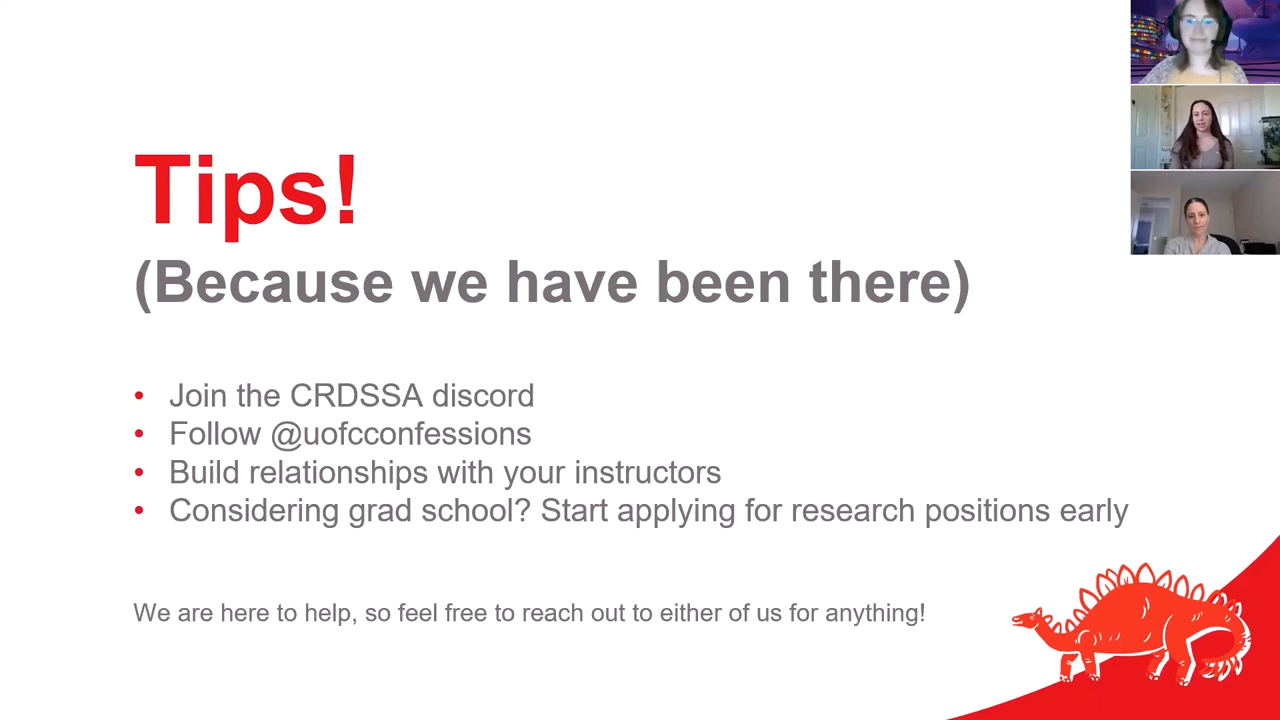 Tips!
(Because we have been there)
• Join the CRDSSA discord
• Follow @uofcconfessions
• Build relationships with your instructors
• Considering grad school? Start applying for research positions early
We are here to help, so feel free to reach out to either of us for anything!